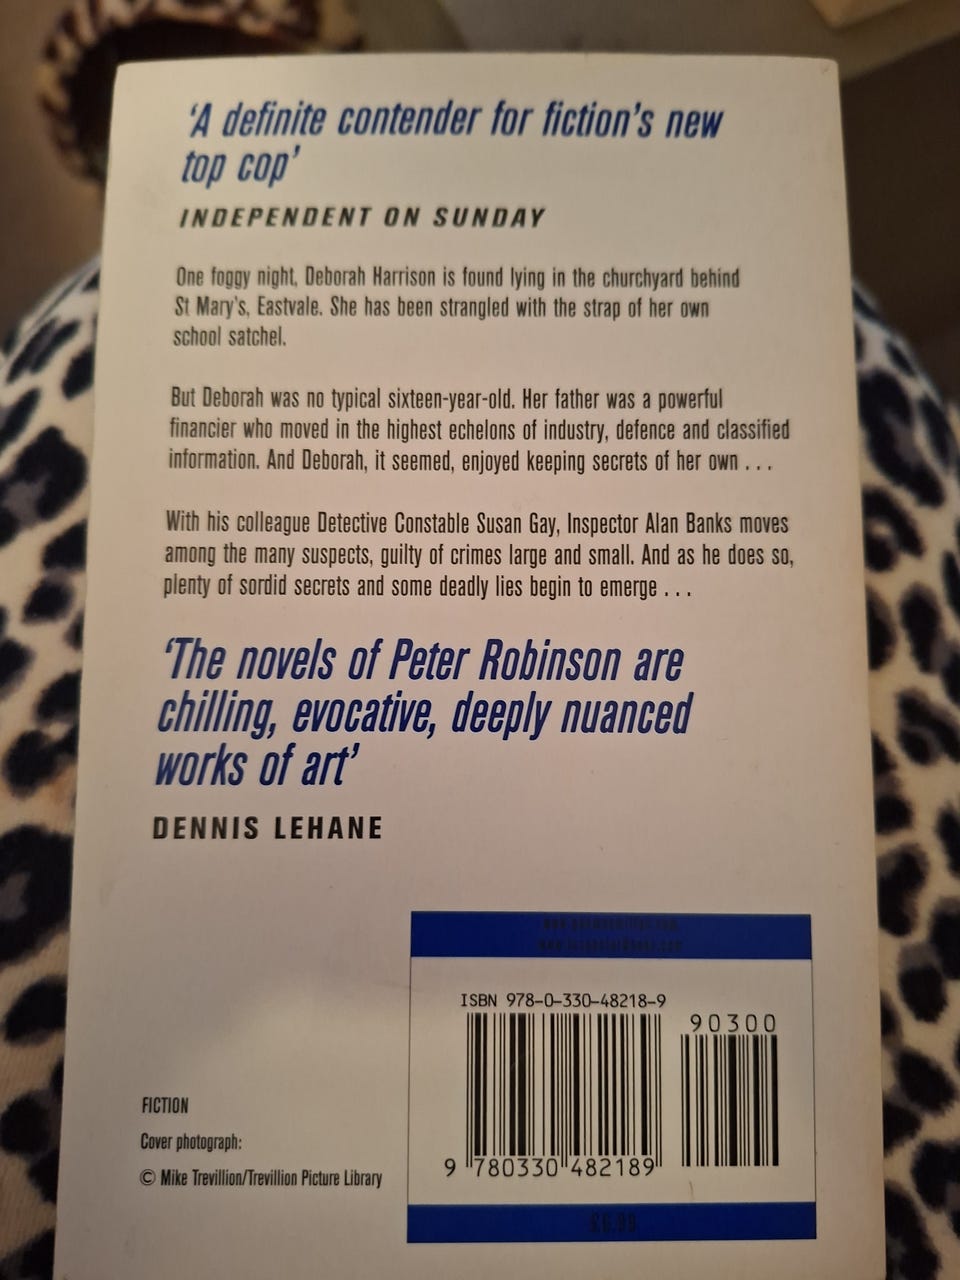 ‘A definite contender for fiction’s new
top cop’
INDEPENDENT ON SUNDAY
One foggy night, Deborah Harrison is found lying in the churchyard behind
St Mary’s, Eastvale. She has been strangled with the strap of her own
school satchel.
But Deborah was no typical sixteen-year-old. Her father was a powerful
financier who moved in the highest echelons of industry, defence and classified
information. And Deborah, it seemed, enjoyed keeping secrets of her own . . .
With his colleague Detective Constable Susan Gay, Inspector Alan Banks moves
among the many suspects, guilty of crimes large and small. And as he does so,
plenty of sordid secrets and some deadly lies begin to emerge . . .
‘The novels of Peter Robinson are
chilling, evocative, deeply nuanced
works of art’
DENNIS LEHANE
ISBN 978-0-330-48218-9
90300
9 780330 482189
FICTION
Cover photograph:
© Mike Trevillion/Trevillion Picture Library
£6.99